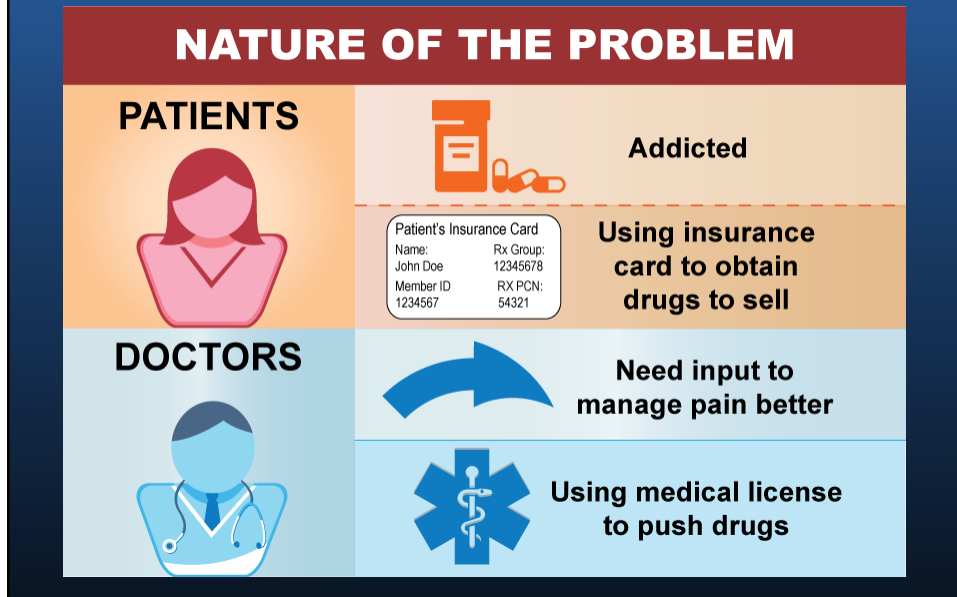 NATURE OF THE PROBLEM
PATIENTS
Addicted
Patient's Insurance Card
Name: Rx Group:
John Doe 12345678
Member ID RX PCN:
1234567 54321
Using insurance
card to obtain
drugs to sell
DOCTORS
Need input to
manage pain better
Using medical license
to push drugs